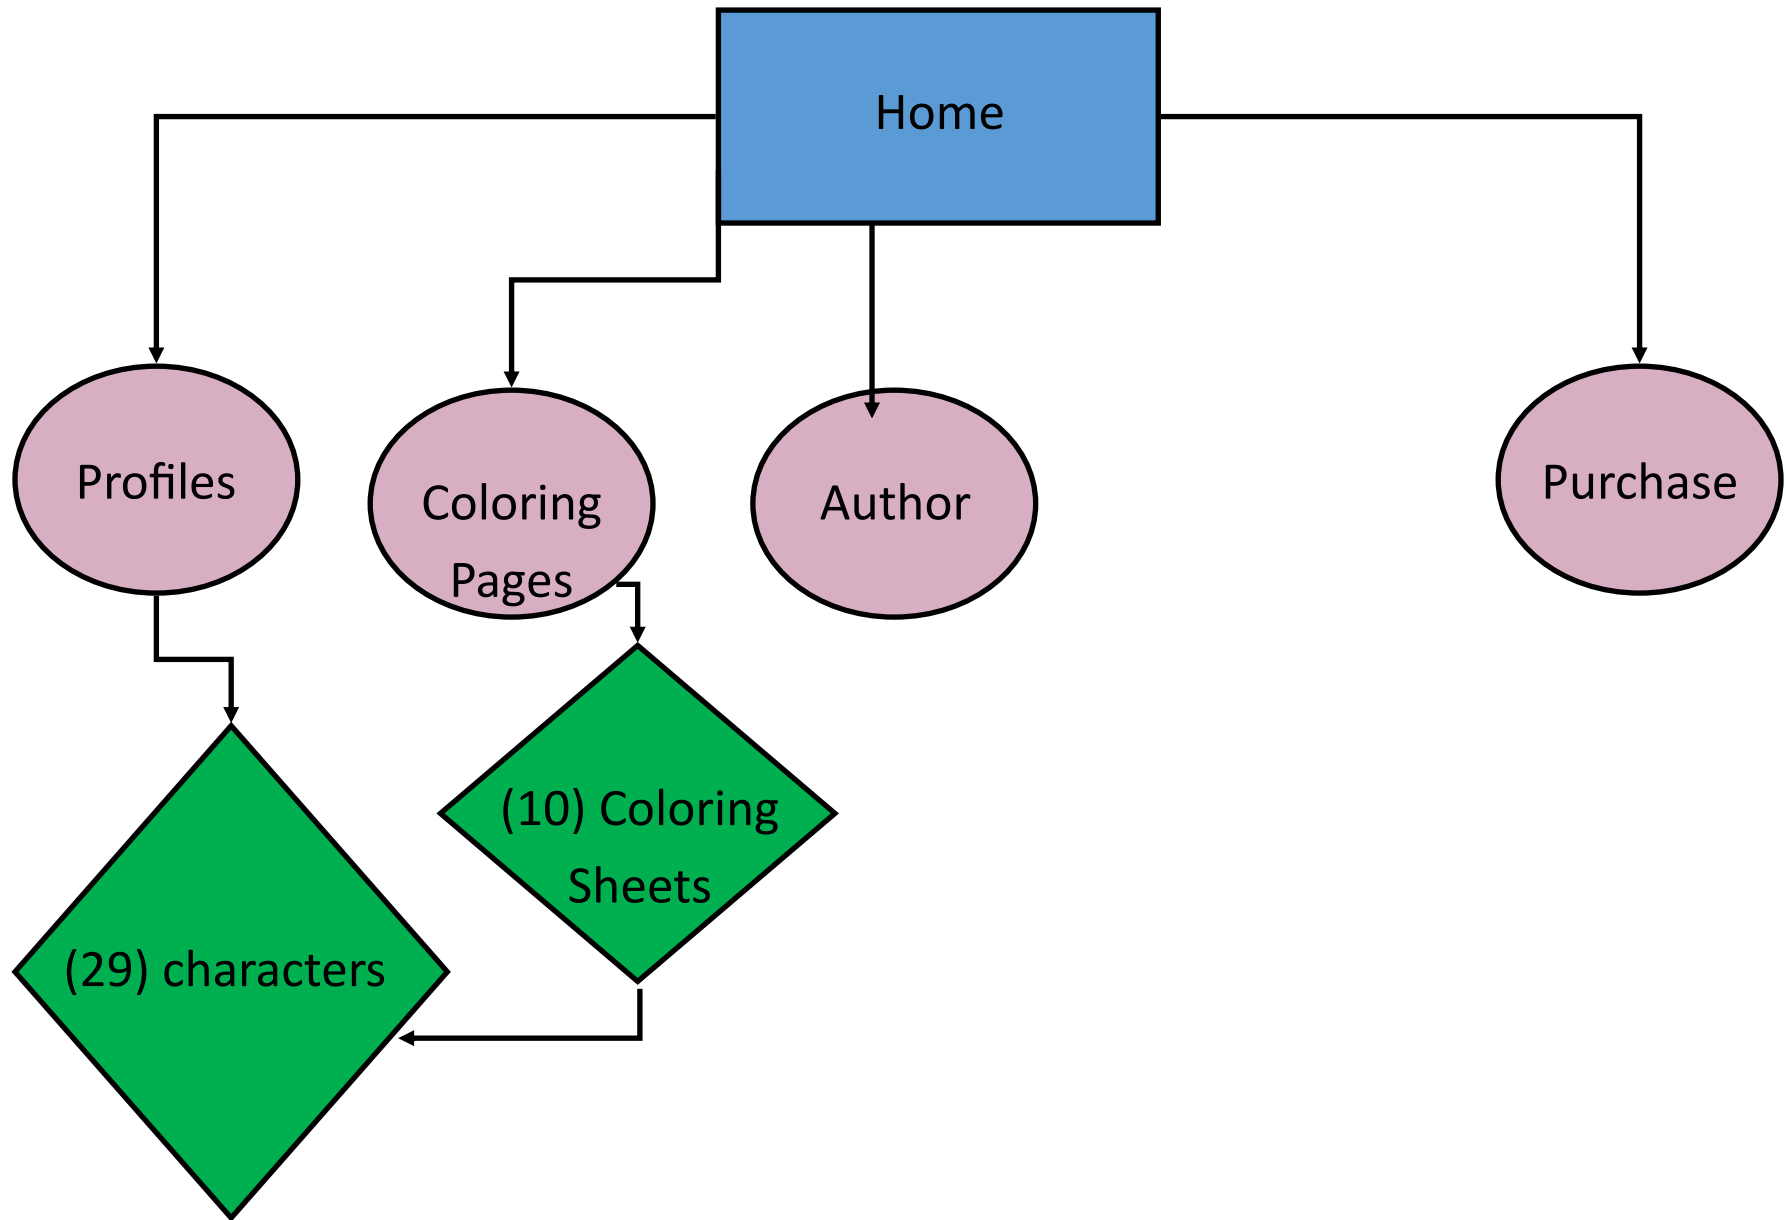 Home
Profiles
Coloring
Pages
Author
Purchase
(10) Coloring
Sheets
(29) characters